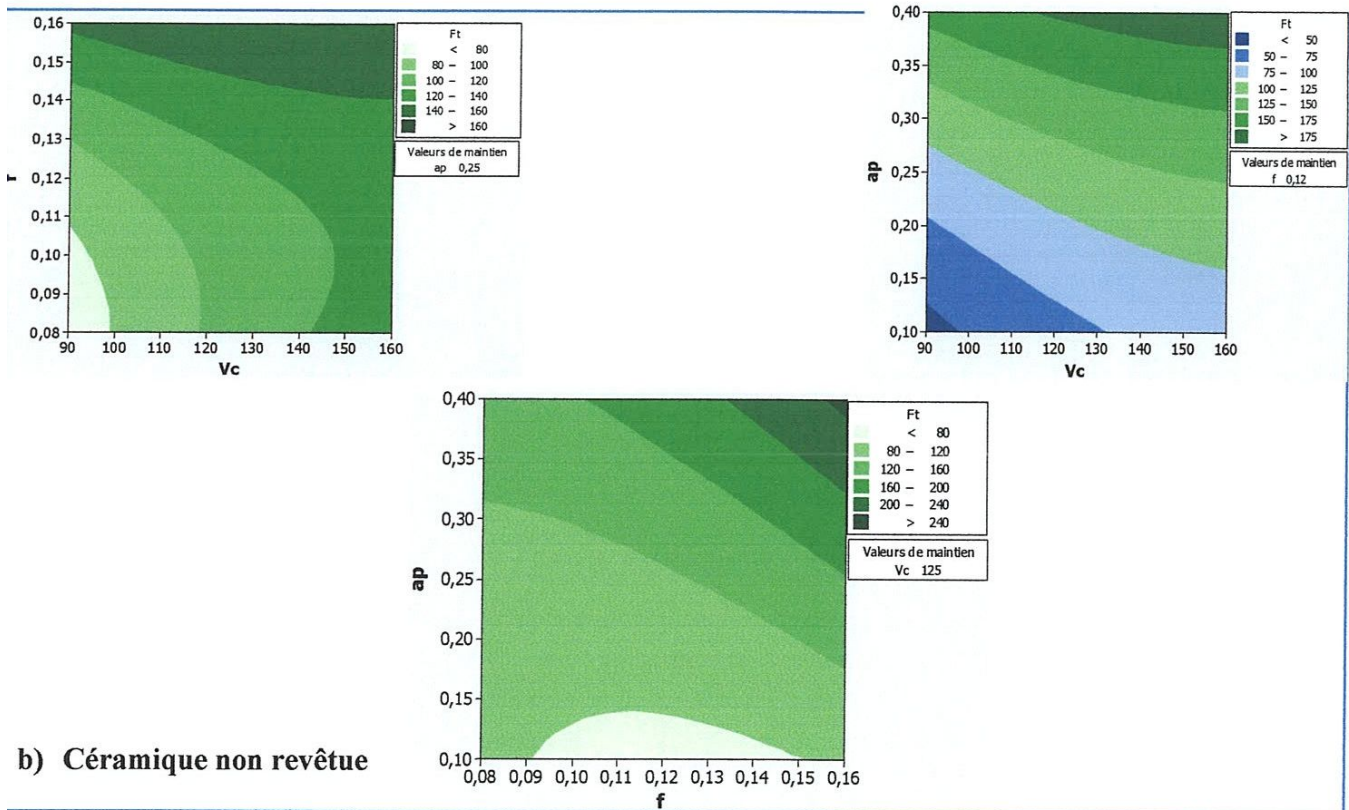 0,16
0,15
0,14
0,13
0,12
0,11
0,10
0,09
0,08
90 100 110 120 130 140 150 160
Vc
Ft
< 80
80 – 100
100 – 120
120 – 140
140 – 160
> 160
Valeurs de maintien
ap 0,25
0,40
0,35
0,30
0,25
0,20
0,15
0,10
ap
90 100 110 120 130 140 150 160
Vc
Ft
< 50
50 – 75
75 – 100
100 – 125
125 – 150
150 – 175
> 175
Valeurs de maintien
f 0,12
0,40
0,35
0,30
0,25
0,20
0,15
0,10
ap
0,08 0,09 0,10 0,11 0,12 0,13 0,14 0,15 0,16
f
Ft
< 80
80 – 120
120 – 160
160 – 200
200 – 240
> 240
Valeurs de maintien
Vc 125
b) Céramique non revêtue